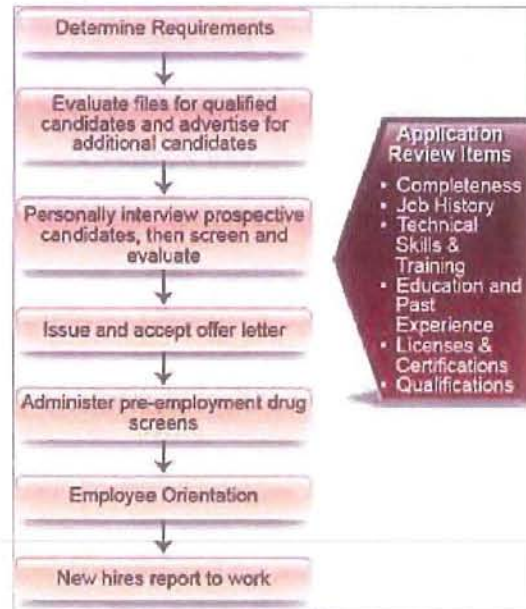 Determine Requirements
Evaluate files for qualified
candidates and advertise for
additional candidates
Personally interview prospective
candidates, then screen and
evaluate
Issue and accept offer letter
Administer pre-employment drug
screens
Employee Orientation
New hires report to work
Application
Review Items
• Completeness
• Job History
• Technical
Skills &
Training
• Education and
Past
Experience
• Licenses &
Certifications
• Qualifications